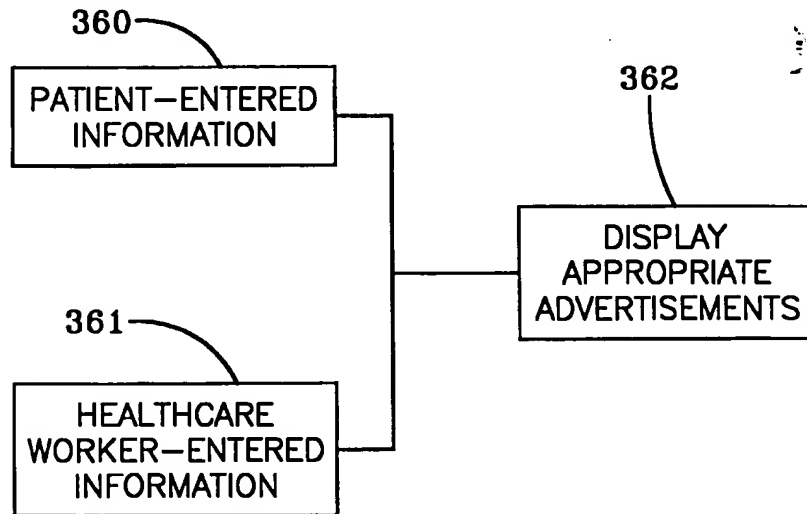 360
PATIENT–ENTERED
INFORMATION
362
DISPLAY
APPROPRIATE
ADVERTISEMENTS
361
HEALTHCARE
WORKER–ENTERED
INFORMATION